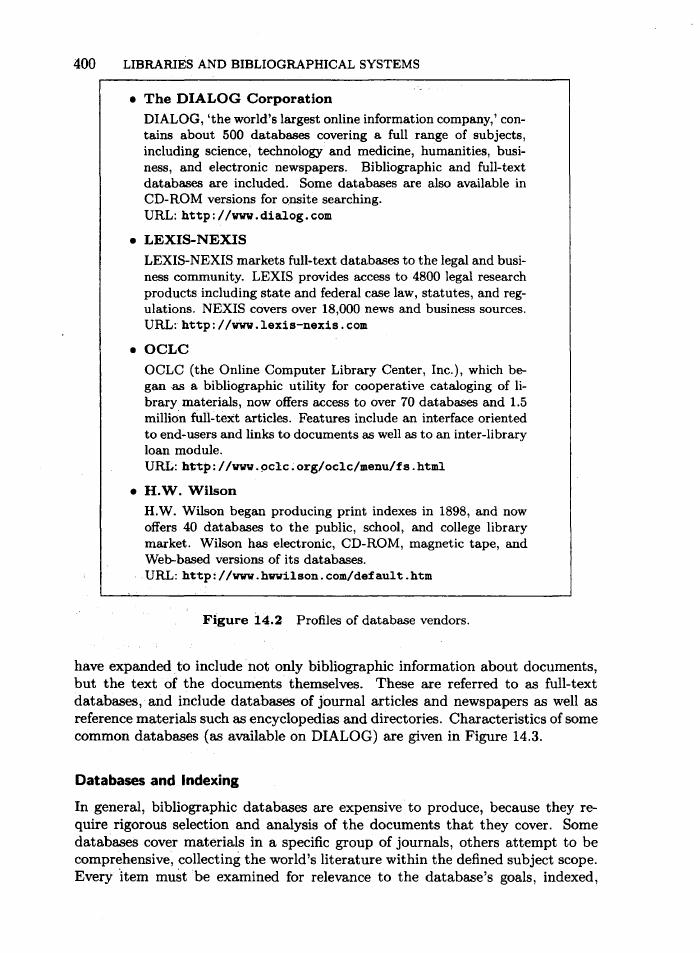 400 LIBRARIES AND BIBLIOGRAPHICAL SYSTEMS
• The DIALOG Corporation
DIALOG, 'the world's largest online information company,' con-
tains about 500 databases covering a full range of subjects,
including science, technology and medicine, humanities, busi-
ness, and electronic newspapers. Bibliographic and full-text
databases are included. Some databases are also available in
CD-ROM versions for onsite searching.
URL: http://www.dialog.com
• LEXIS-NEXIS
LEXIS-NEXIS markets full-text databases to the legal and busi-
ness community. LEXIS provides access to 4800 legal research
products including state and federal case law, statutes, and reg-
ulations. NEXIS covers over 18,000 news and business sources.
URL: http://www.lexis-nexis.com
• OCLC
OCLC (the Online Computer Library Center, Inc.), which be-
gan as a bibliographic utility for cooperative cataloging of li-
brary materials, now offers access to over 70 databases and 1.5
million full-text articles. Features include an interface oriented
to end-users and links to documents as well as to an inter-library
loan module.
URL: http://www.oclc.org/oclc/menu/fs.html
• H.W. Wilson
H.W. Wilson began producing print indexes in 1898, and now
offers 40 databases to the public, school, and college library
market. Wilson has electronic, CD-ROM, magnetic tape, and
Web-based versions of its databases.
URL: http://www.hwwilson.com/default.htm
Figure 14.2 Profiles of database vendors.
have expanded to include not only bibliographic information about documents,
but the text of the documents themselves. These are referred to as full-text
databases, and include databases of journal articles and newspapers as well as
reference materials such as encyclopedias and directories. Characteristics of some
common databases (as available on DIALOG) are given in Figure 14.3.
Databases and Indexing
In general, bibliographic databases are expensive to produce, because they re-
quire rigorous selection and analysis of the documents that they cover. Some
databases cover materials in a specific group of journals, others attempt to be
comprehensive, collecting the world's literature within the defined subject scope.
Every item must be examined for relevance to the database's goals, indexed,